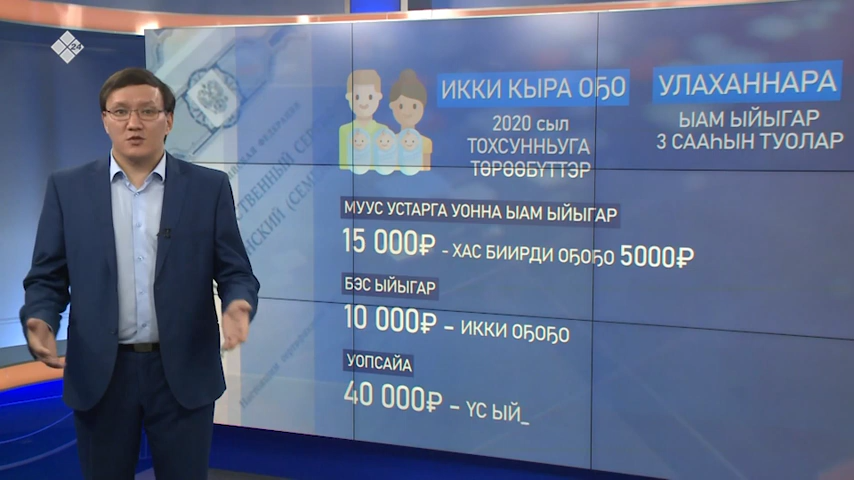 24
ИККИ КЫРА ОҔО
2020 сыл
ТОХСУННЬУГА
ТӨРӨӨБҮТТЭР
УЛАХАННАРА
ЫАМ ЫЙЫГАР
3 СААҺЫН ТУОЛАР
МУУС УСТАРГА УОННА ЫАМ ЫЙЫГАР
15 000₽ - ХАС БИИРДИ ОҔОҔО 5000₽
БЭС ЫЙЫГАР
10 000₽ – ИККИ ОҔОҔО
УОПСАЙА
40 000₽ – ҮС ЫЙ_